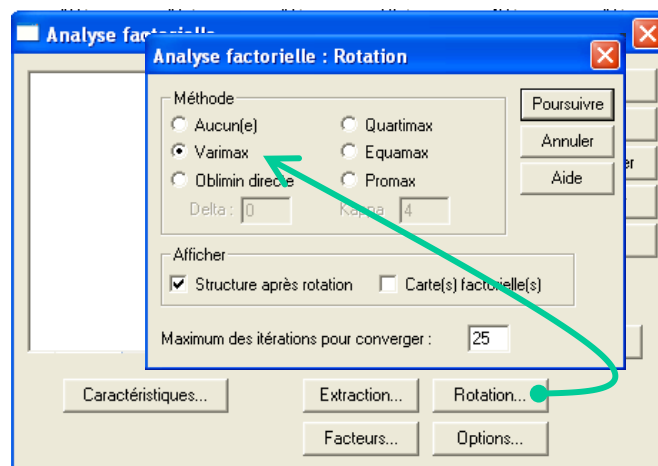 Analyse factorielle
Analyse factorielle : Rotation
Méthode
Aucun(e)
Quartimax
Varimax
Equamax
Oblimin directe
Promax
Delta : 0
Kappa 4
Poursuivre
Annuler
Aide
Afficher
Structure après rotation
Carte(s) factorielle(s)
Maximum des itérations pour converger : 25
Caractéristiques...
Extraction...
Rotation...
Facteurs...
Options...